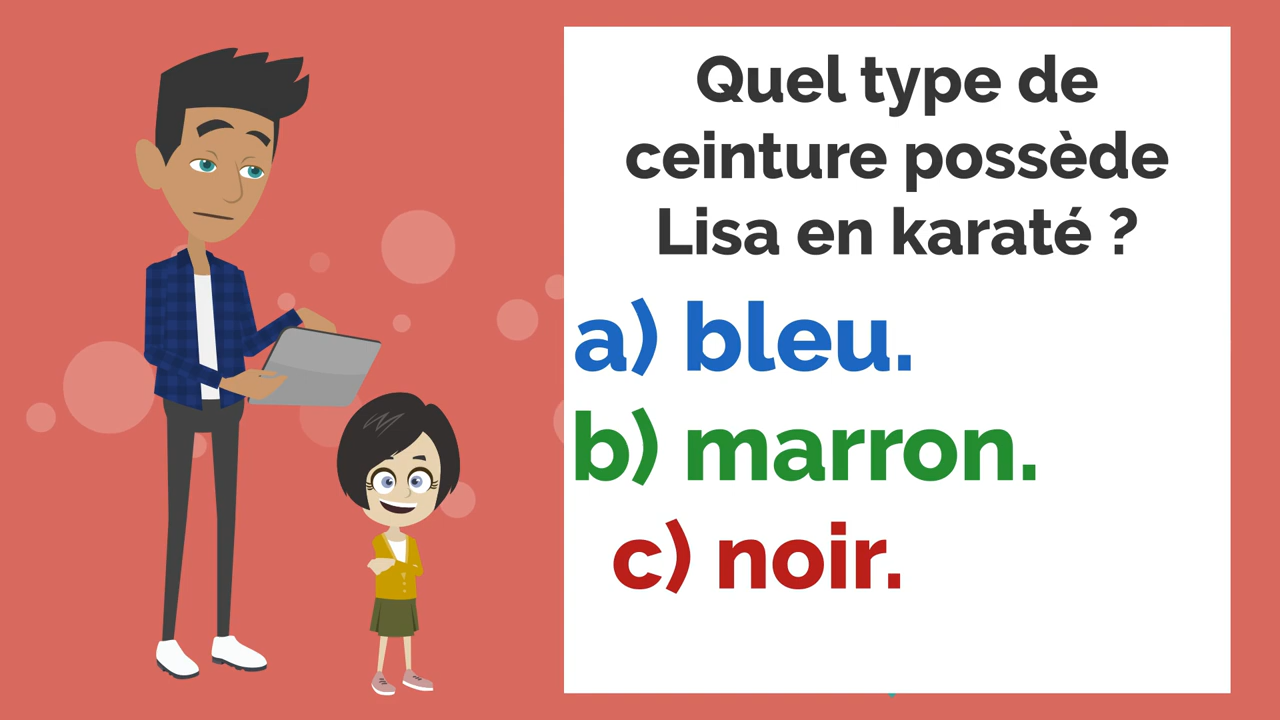 Quel type de
ceinture possède
Lisa en karaté ?
a) bleu.
b) marron.
c) noir.